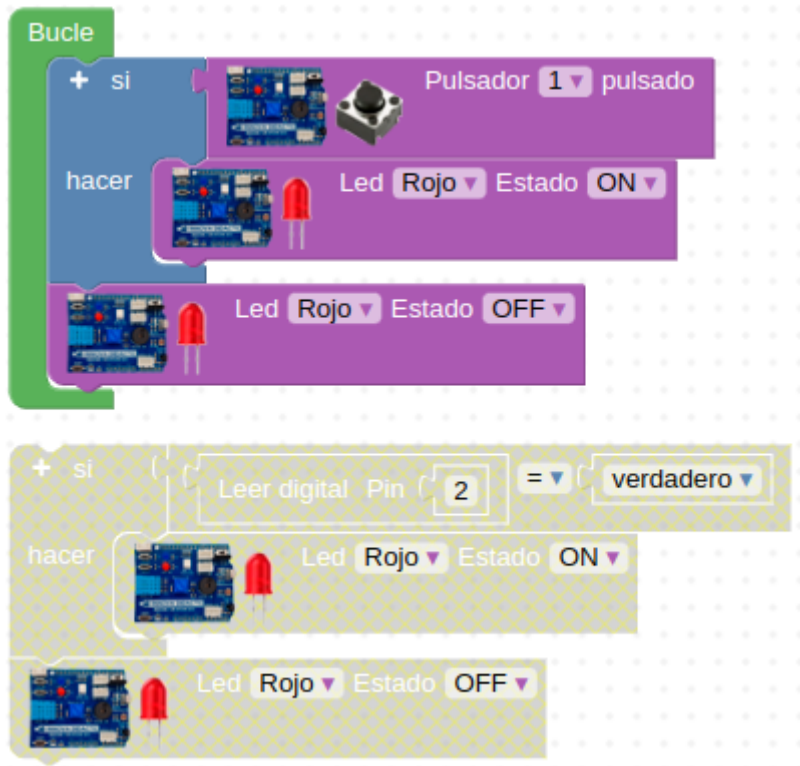 Bucle
+ si Pulsador 1 pulsado
hacer Led Rojo Estado ON
Led Rojo Estado OFF
+ si Leer digital Pin 2 = verdadero
hacer Led Rojo Estado ON
Led Rojo Estado OFF